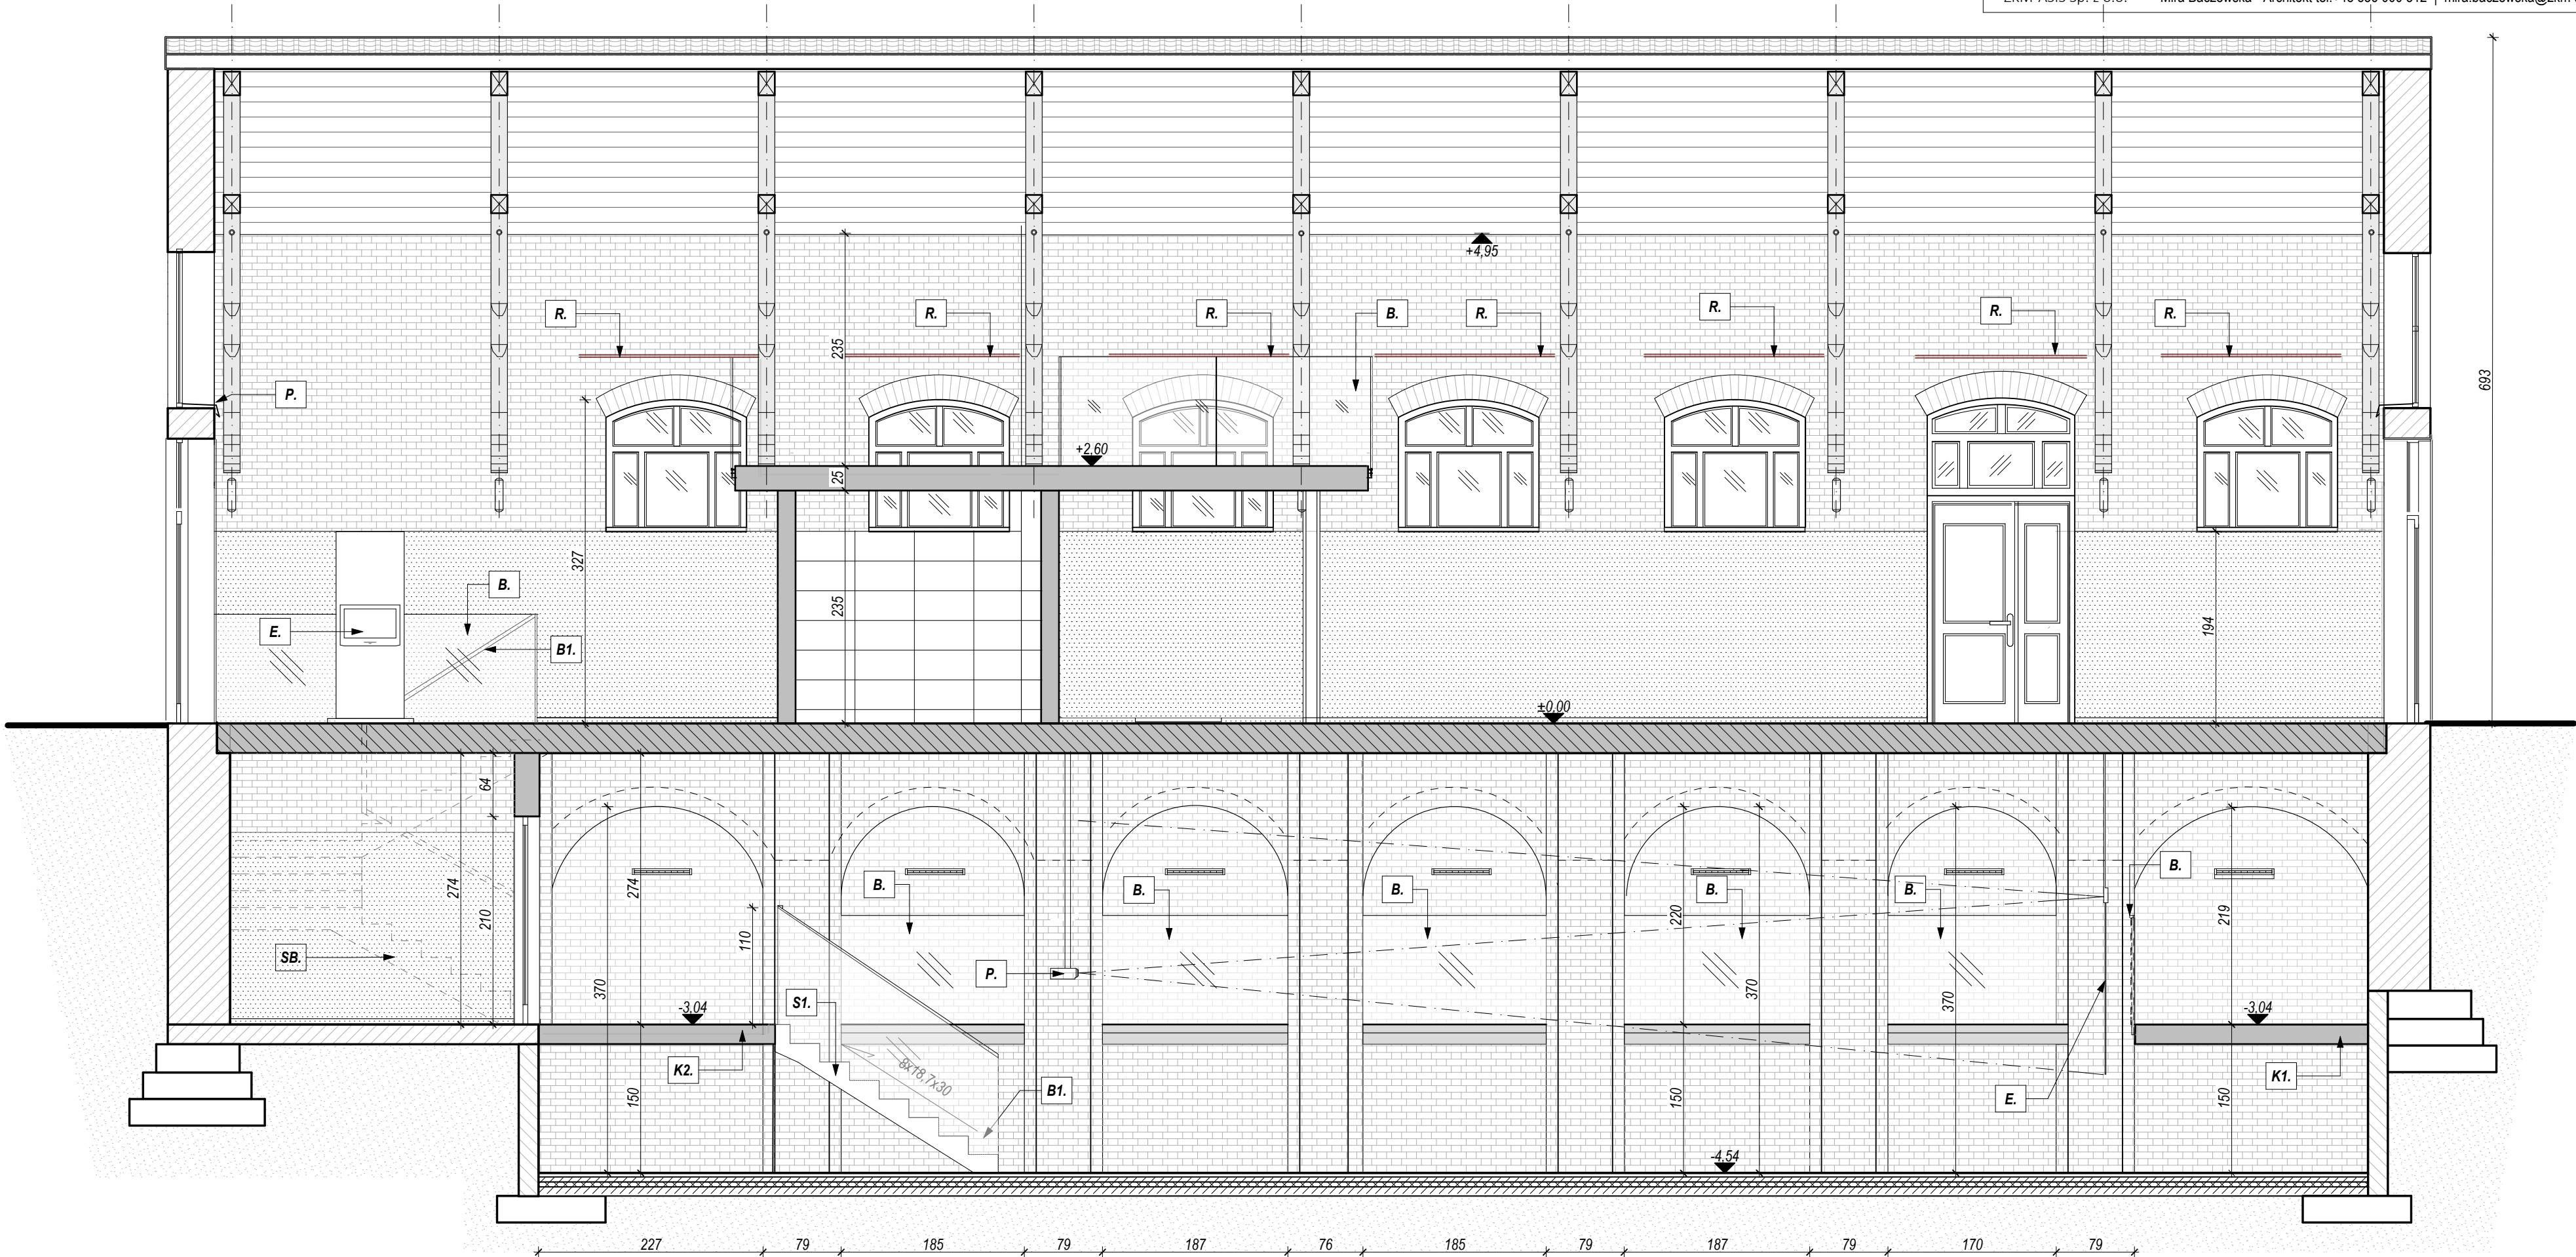 +4,95
R.
R.
R.
B.
R.
R.
R.
R.
235
693
P.
+2,60
25
327
B.
235
E.
B1.
194
±0,00
64
274
210
274
110
B.
B.
B.
B.
B.
B.
220
219
SB.
370
S1.
P.
370
370
-3,04
-3,04
K2.
8x18,7x30
B1.
E.
K1.
150
150
150
-4,54
227 79 185 79 187 76 185 79 187 79 170 79